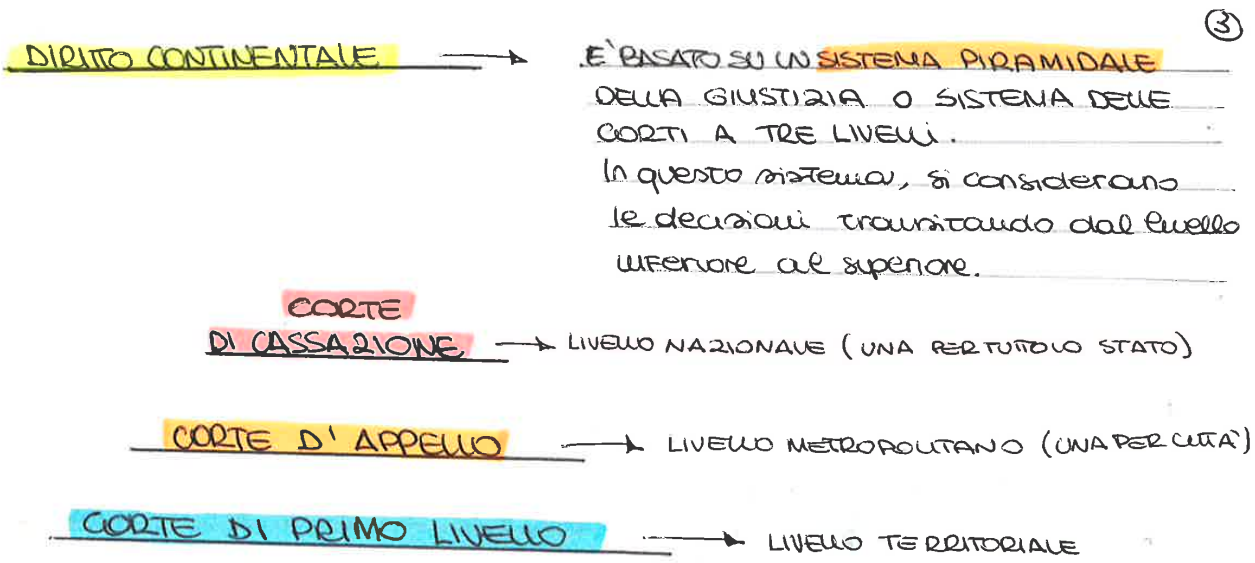 ③
DIRITTO CONTINENTALE → E' BASATO SU UN SISTEMA PIRAMIDALE
DELLA GIUSTIZIA O SISTEMA DELLE
CORTI A TRE LIVELLI.
In questo sistema, si considerano
le decisioni transitando dal livello
inferiore al superiore.
CORTE
DI CASSAZIONE → LIVELLO NAZIONALE (UNA PER TUTTO LO STATO)
CORTE D'APPELLO → LIVELLO METROPOLITANO (UNA PER CITTÀ)
CORTE DI PRIMO LIVELLO → LIVELLO TERRITORIALE